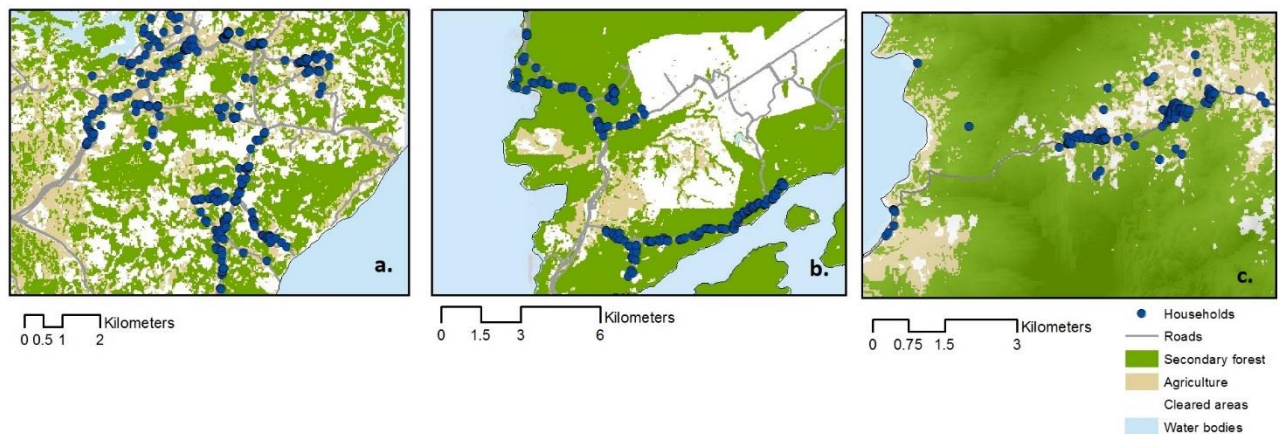 a.
b.
c.
Kilometers
0 0.5 1 2
Kilometers
0 1.5 3 6
Kilometers
0 0.75 1.5 3
Households
Roads
Secondary forest
Agriculture
Cleared areas
Water bodies